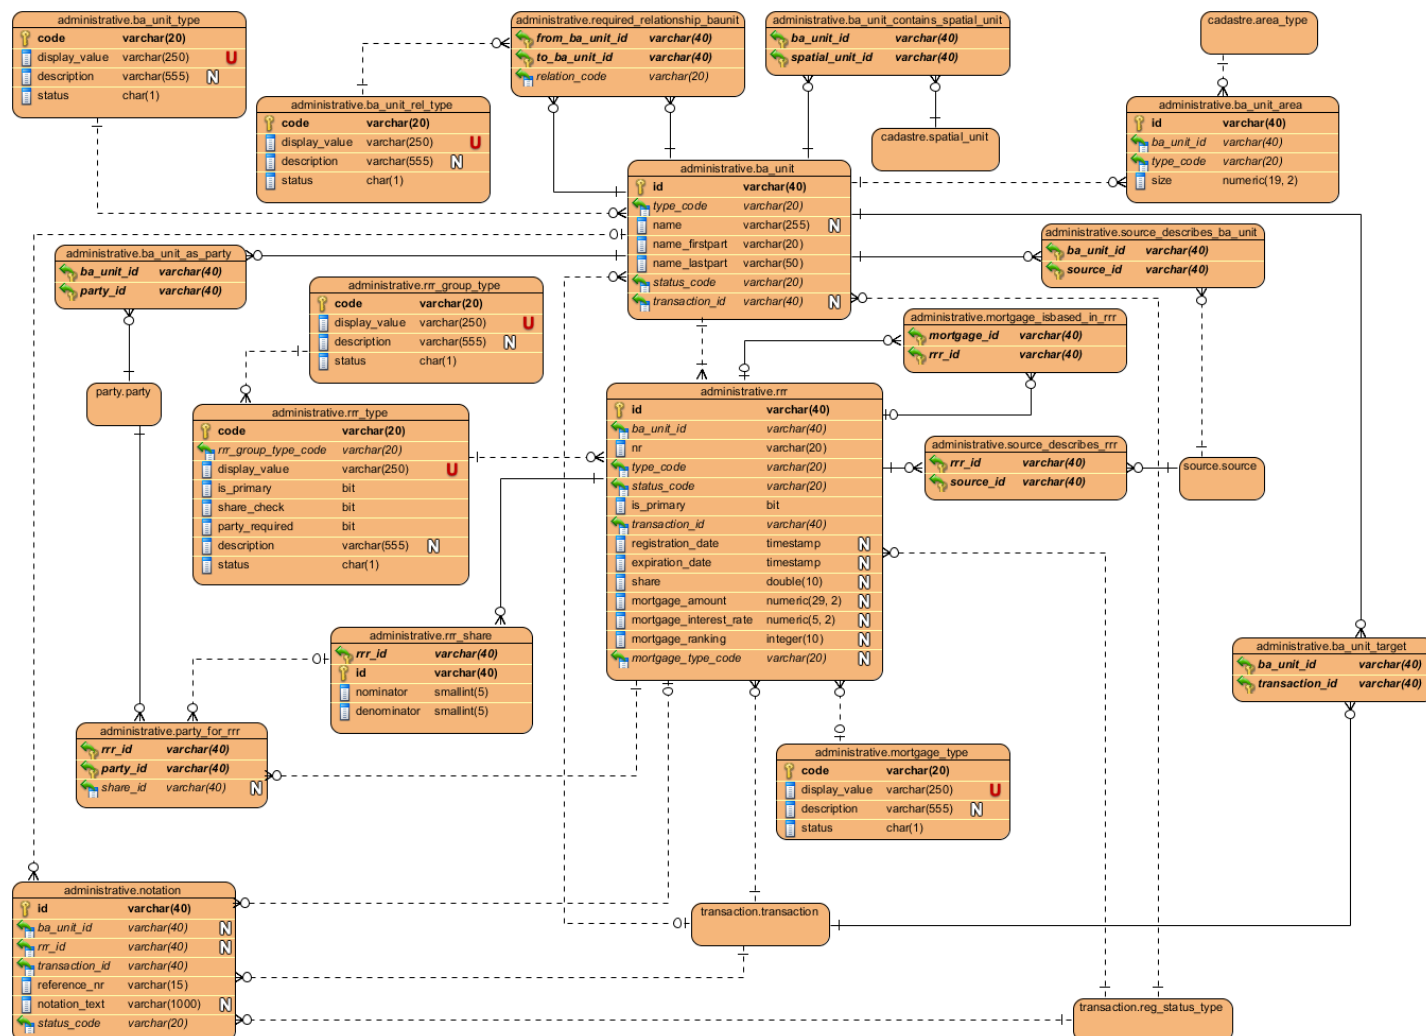 administrative.ba_unit_type
code varchar(20)
display_value varchar(250) U
description varchar(555) N
status char(1)
administrative.required_relationship_baunit
from_ba_unit_id varchar(40)
to_ba_unit_id varchar(40)
relation_code varchar(20)
administrative.ba_unit_contains_spatial_unit
ba_unit_id varchar(40)
spatial_unit_id varchar(40)
cadastre.area_type
administrative.ba_unit_rel_type
code varchar(20)
display_value varchar(250) U
description varchar(555) N
status char(1)
cadastre.spatial_unit
administrative.ba_unit_area
id varchar(40)
ba_unit_id varchar(40)
type_code varchar(20)
size numeric(19, 2)
administrative.ba_unit
id varchar(40)
type_code varchar(20)
name varchar(255) N
name_firstpart varchar(20)
name_lastpart varchar(50)
status_code varchar(20)
transaction_id varchar(40) N
administrative.ba_unit_as_party
ba_unit_id varchar(40)
party_id varchar(40)
administrative.source_describes_ba_unit
ba_unit_id varchar(40)
source_id varchar(40)
administrative.rrr_group_type
code varchar(20)
display_value varchar(250) U
description varchar(555) N
status char(1)
administrative.mortgage_isbased_in_rrr
mortgage_id varchar(40)
rrr_id varchar(40)
party.party
administrative.rrr_type
code varchar(20)
rrr_group_type_code varchar(20)
display_value varchar(250) U
is_primary bit
share_check bit
party_required bit
description varchar(555) N
status char(1)
administrative.rrr
id varchar(40)
ba_unit_id varchar(40)
nr varchar(20)
type_code varchar(20)
status_code varchar(20)
is_primary bit
transaction_id varchar(40)
registration_date timestamp N
expiration_date timestamp N
share double(10) N
mortgage_amount numeric(29, 2) N
mortgage_interest_rate numeric(5, 2) N
mortgage_ranking integer(10) N
mortgage_type_code varchar(20) N
administrative.source_describes_rrr
rrr_id varchar(40)
source_id varchar(40)
source.source
administrative.rrr_share
rrr_id varchar(40)
id varchar(40)
nominator smallint(5)
denominator smallint(5)
administrative.ba_unit_target
ba_unit_id varchar(40)
transaction_id varchar(40)
administrative.party_for_rrr
rrr_id varchar(40)
party_id varchar(40)
share_id varchar(40) N
administrative.mortgage_type
code varchar(20)
display_value varchar(250) U
description varchar(555) N
status char(1)
administrative.notation
id varchar(40)
ba_unit_id varchar(40) N
rrr_id varchar(40) N
transaction_id varchar(40)
reference_nr varchar(15)
notation_text varchar(1000) N
status_code varchar(20)
transaction.transaction
transaction.reg_status_type